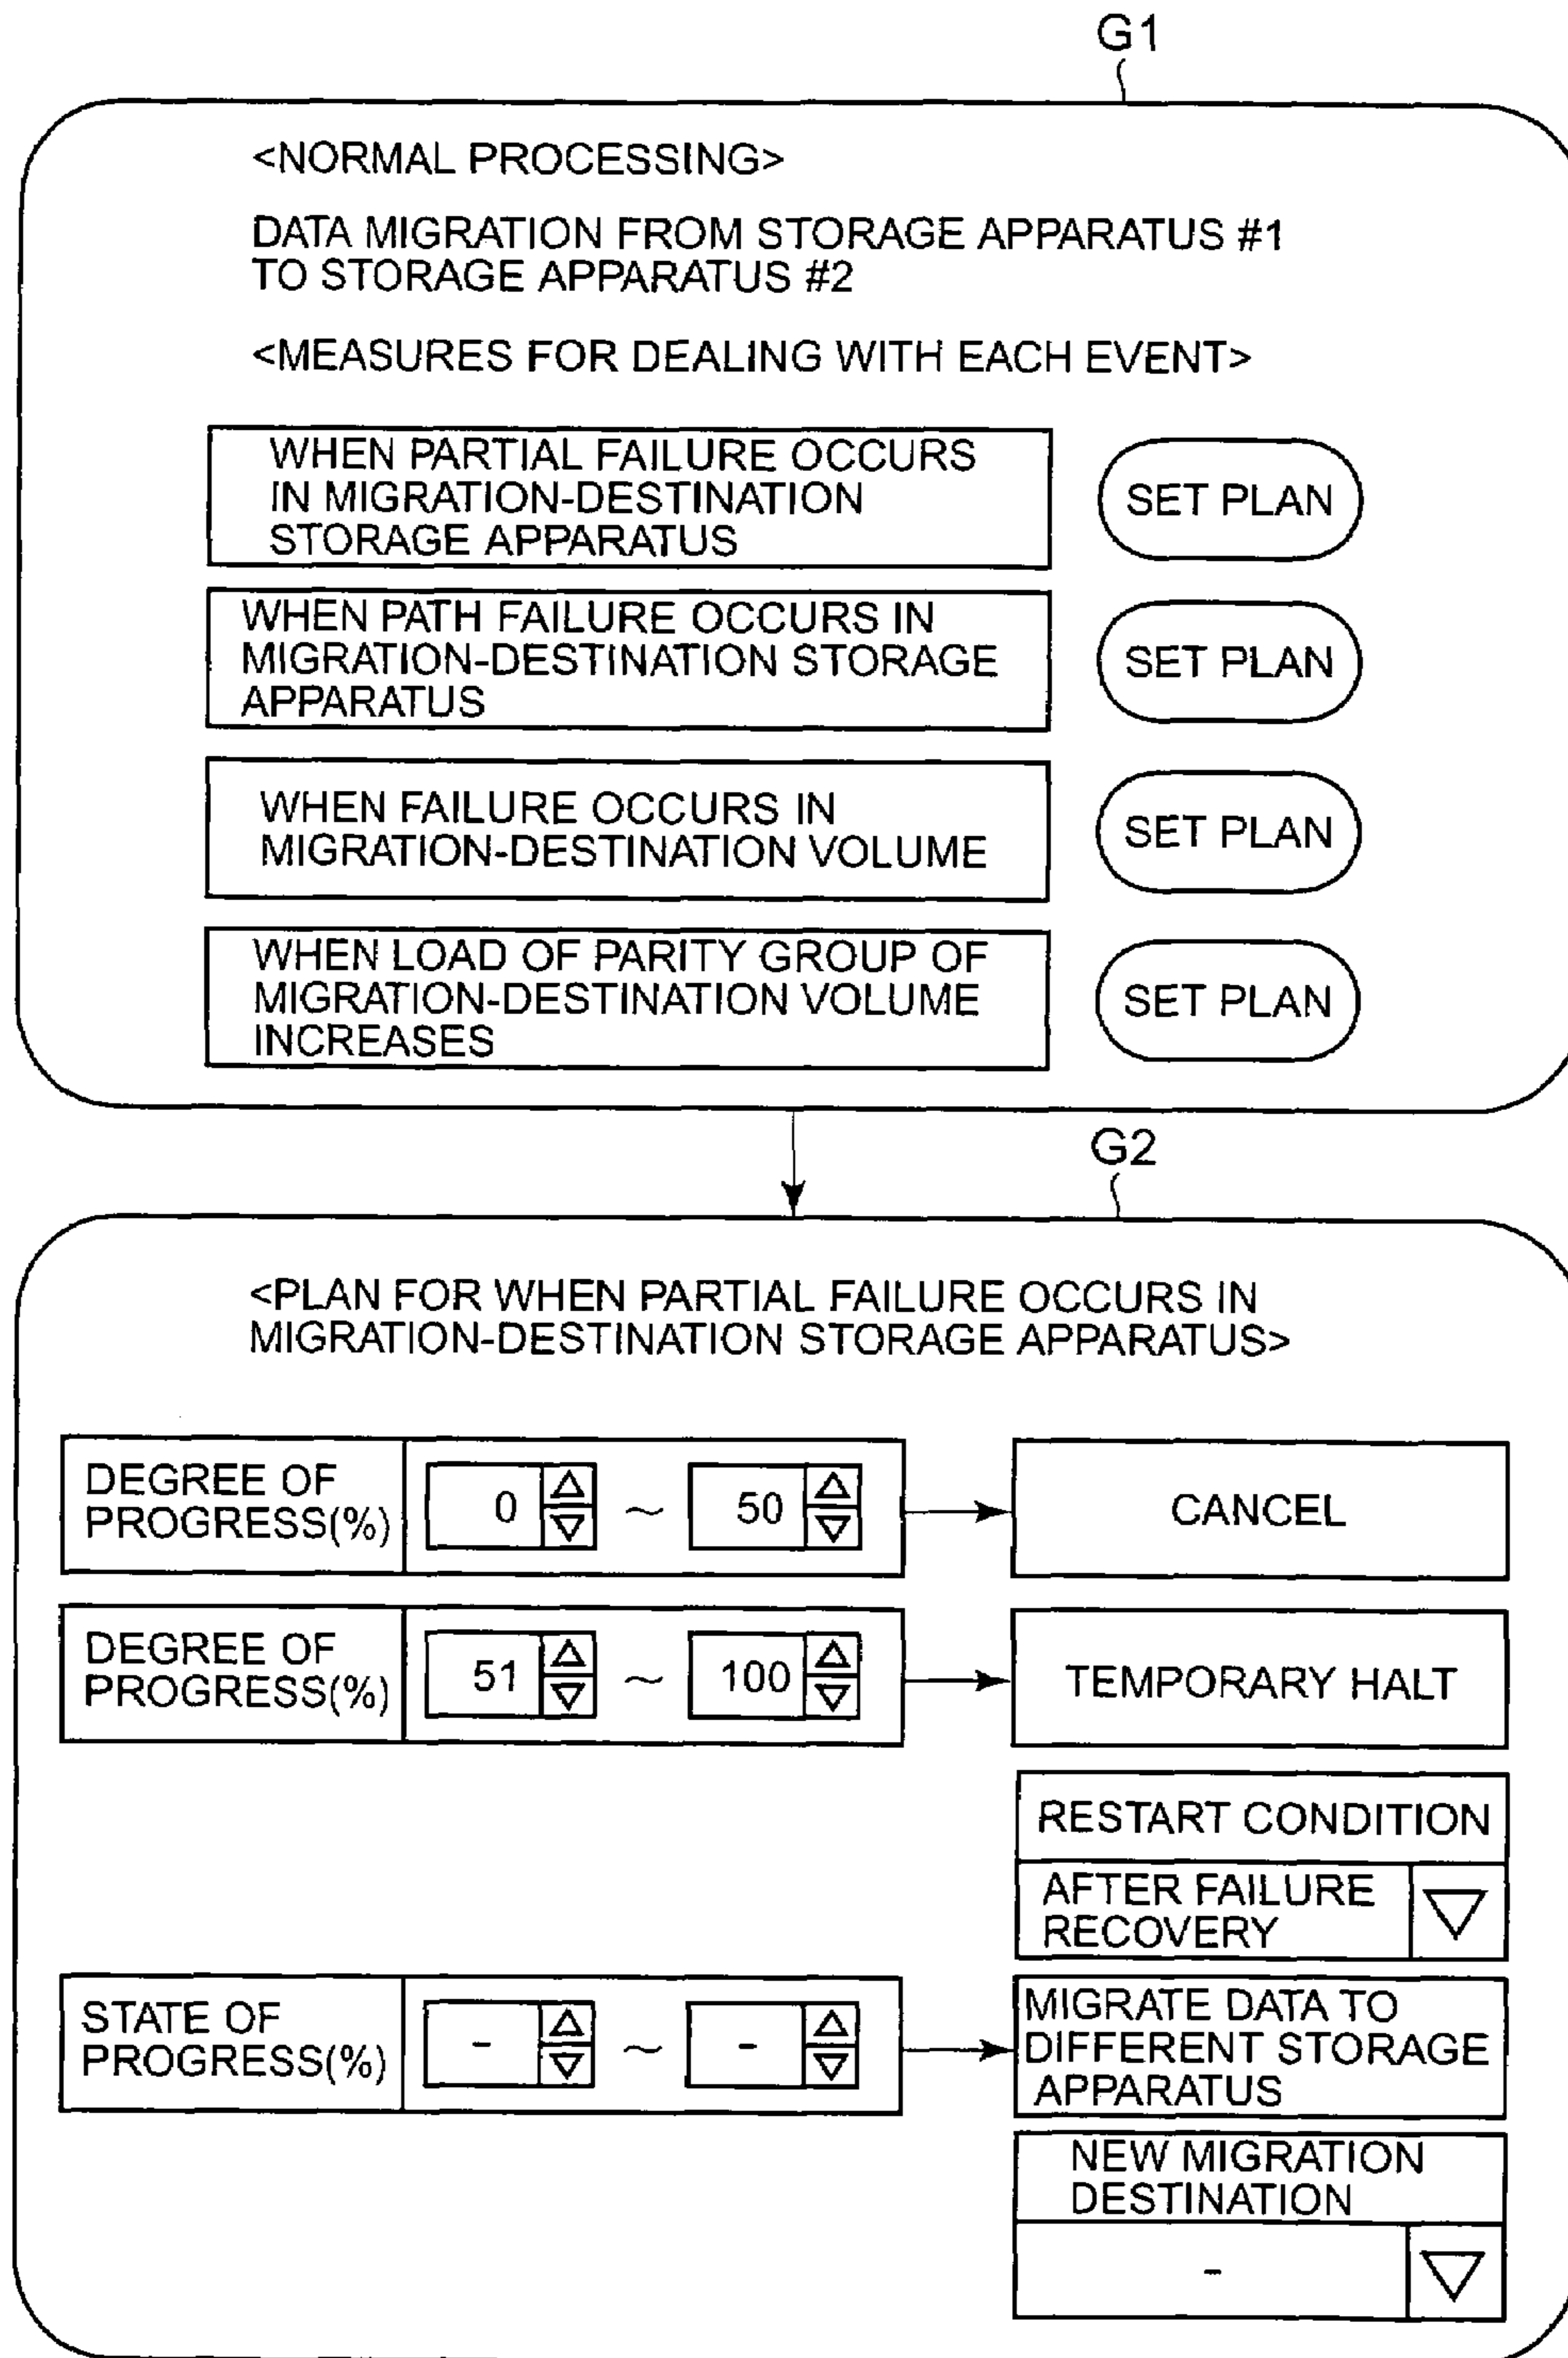 G1
<NORMAL PROCESSING>
DATA MIGRATION FROM STORAGE APPARATUS #1
TO STORAGE APPARATUS #2
<MEASURES FOR DEALING WITH EACH EVENT>
WHEN PARTIAL FAILURE OCCURS
IN MIGRATION-DESTINATION
STORAGE APPARATUS
SET PLAN
WHEN PATH FAILURE OCCURS IN
MIGRATION-DESTINATION STORAGE
APPARATUS
SET PLAN
WHEN FAILURE OCCURS IN
MIGRATION-DESTINATION VOLUME
SET PLAN
WHEN LOAD OF PARITY GROUP OF
MIGRATION-DESTINATION VOLUME
INCREASES
SET PLAN
G2
<PLAN FOR WHEN PARTIAL FAILURE OCCURS IN
MIGRATION-DESTINATION STORAGE APPARATUS>
DEGREE OF
PROGRESS(%)
0 ~ 50
CANCEL
DEGREE OF
PROGRESS(%)
51 ~ 100
TEMPORARY HALT
RESTART CONDITION
AFTER FAILURE
RECOVERY
STATE OF
PROGRESS(%)
- ~ -
MIGRATE DATA TO
DIFFERENT STORAGE
APPARATUS
NEW MIGRATION
DESTINATION
-